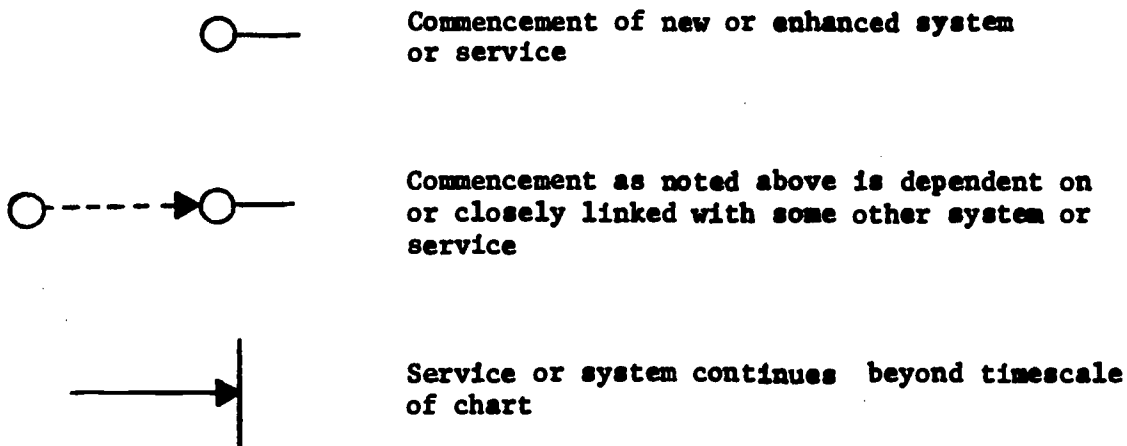 Commencement of new or enhanced system
or service
Commencement as noted above is dependent on
or closely linked with some other system or
service
Service or system continues beyond timescale
of chart